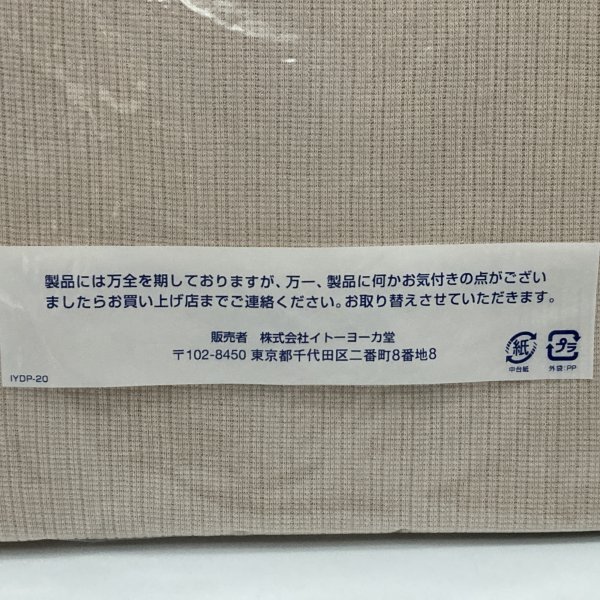 製品には万全を期しておりますが、万一、製品に何かお気付きの点がござい
ましたらお買い上げ店までご連絡ください。お取り替えさせていただきます。
販売者 株式会社イトーヨーカ堂
〒102-8450 東京都千代田区二番町8番地8
紙
プラ
中台紙
外袋:PP
IYDP-20